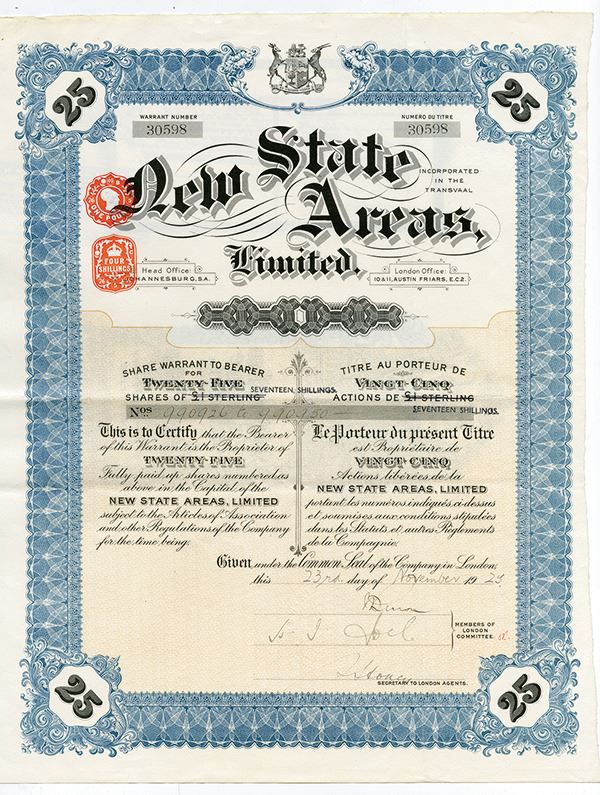 25
25
WARRANT NUMBER
30598
NUMÉRO DU TITRE
30598
New State Areas, Limited.
INCORPORATED IN THE TRANSVAAL
ONE POUND
FOUR SHILLINGS
Head Office:
JOHANNESBURG, S.A.
London Office:
10 & 11, AUSTIN FRIARS, E.C.2.
SHARE WARRANT TO BEARER
FOR
TWENTY-FIVE
SHARES OF £1 STERLING
SEVENTEEN SHILLINGS.
TITRE AU PORTEUR DE
VINGT-CINQ
ACTIONS DE £1 STERLING
SEVENTEEN SHILLINGS.
Nos 990926 to 990950
This is to Certify that the Bearer
of this Warrant is the Proprietor of
TWENTY-FIVE
Fully paid up shares numbered as
above in the Capital of the
NEW STATE AREAS, LIMITED
subject to the Articles of Association
and other Regulations of the Company
for the time being.
Le Porteur du présent Titre
est Propriétaire de
VINGT-CINQ
Actions libérées de la
NEW STATE AREAS, LIMITED
portant les numéros indiqués ci-dessus
et soumises aux conditions stipulées
dans les Statuts et autres Règlements
de la Compagnie.
Given under the Common Seal of the Company in London,
this 23rd day of November 1925
S. J. Joel
MEMBERS OF
LONDON
COMMITTEE.
SECRETARY TO LONDON AGENTS.
25
25